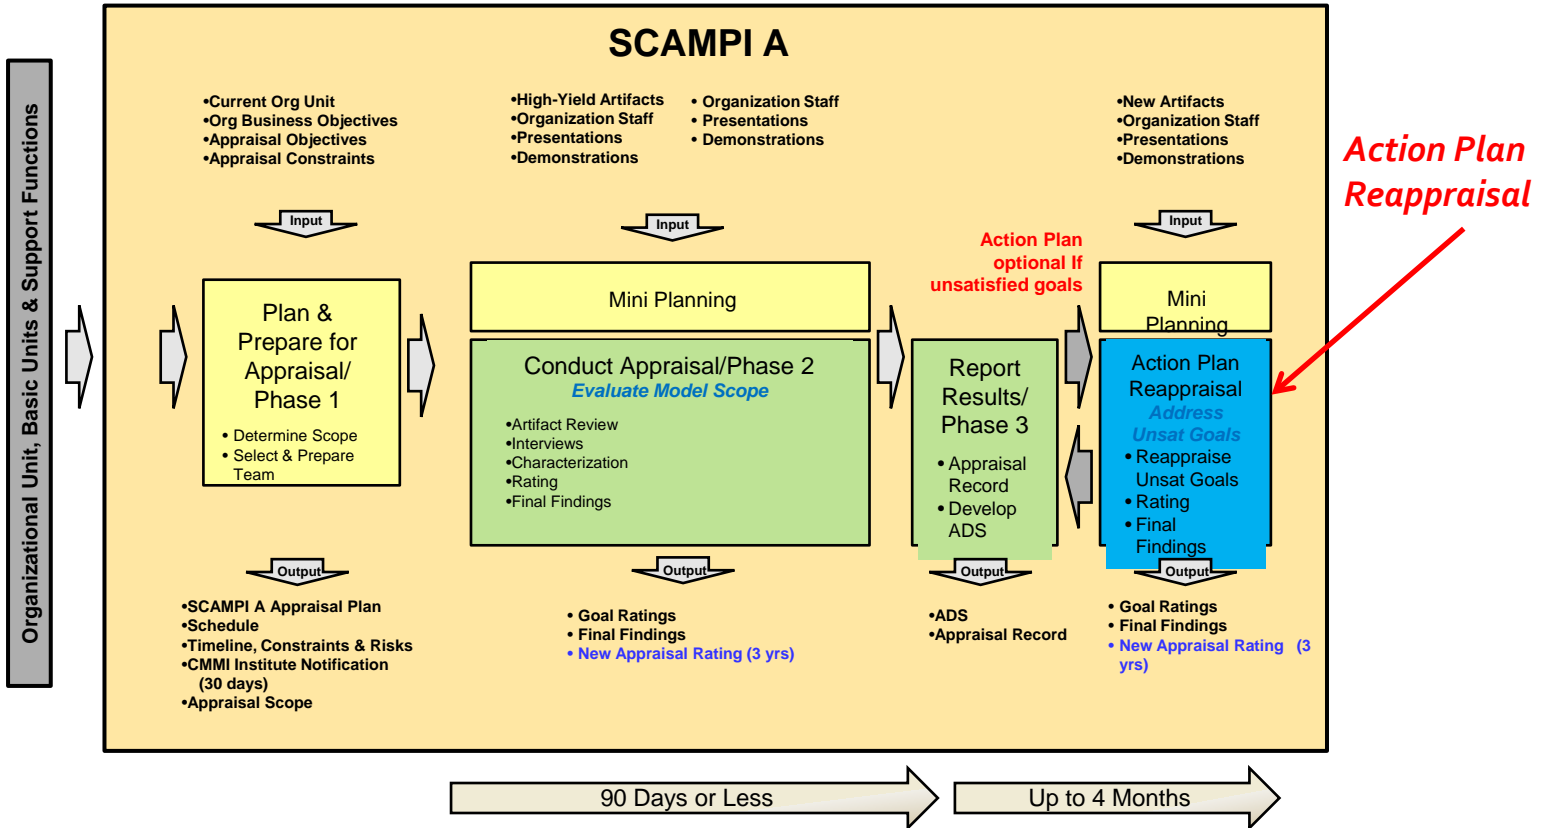 SCAMPI A
Organizational Unit, Basic Units & Support Functions
•Current Org Unit
•Org Business Objectives
•Appraisal Objectives
•Appraisal Constraints
Input
Plan &
Prepare for
Appraisal/
Phase 1
• Determine Scope
• Select & Prepare
Team
Output
•SCAMPI A Appraisal Plan
•Schedule
•Timeline, Constraints & Risks
•CMMI Institute Notification
(30 days)
•Appraisal Scope
•High-Yield Artifacts
•Organization Staff
•Presentations
•Demonstrations
• Organization Staff
• Presentations
• Demonstrations
Input
Mini Planning
Conduct Appraisal/Phase 2
Evaluate Model Scope
•Artifact Review
•Interviews
•Characterization
•Rating
•Final Findings
Output
• Goal Ratings
• Final Findings
• New Appraisal Rating (3 yrs)
Action Plan
optional If
unsatisfied goals
Report
Results/
Phase 3
• Appraisal
Record
• Develop
ADS
Output
•ADS
•Appraisal Record
•New Artifacts
•Organization Staff
•Presentations
•Demonstrations
Input
Mini
Planning
Action Plan
Reappraisal
Address
Unsat Goals
• Reappraise
Unsat Goals
• Rating
• Final
Findings
Output
• Goal Ratings
• Final Findings
• New Appraisal Rating (3
yrs)
Action Plan
Reappraisal
90 Days or Less
Up to 4 Months